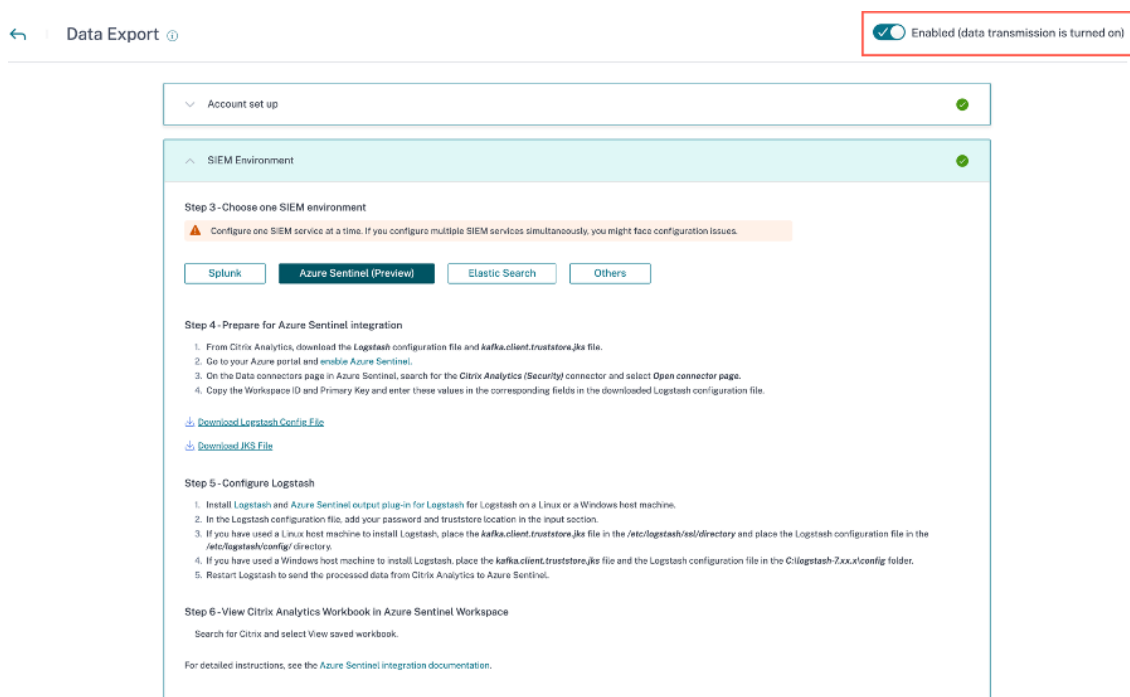 Data Export
Enabled (data transmission is turned on)
Account set up
SIEM Environment
Step 3 - Choose one SIEM environment
Configure one SIEM service at a time. If you configure multiple SIEM services simultaneously, you might face configuration issues.
Splunk
Azure Sentinel (Preview)
Elastic Search
Others
Step 4 - Prepare for Azure Sentinel integration
1. From Citrix Analytics, download the Logstash configuration file and kafka.client.truststore.jks file.
2. Go to your Azure portal and enable Azure Sentinel.
3. On the Data connectors page in Azure Sentinel, search for the Citrix Analytics (Security) connector and select Open connector page.
4. Copy the Workspace ID and Primary Key and enter these values in the corresponding fields in the downloaded Logstash configuration file.
Download Logstash Config File
Download JKS File
Step 5 - Configure Logstash
1. Install Logstash and Azure Sentinel output plug-in for Logstash for Logstash on a Linux or a Windows host machine.
2. In the Logstash configuration file, add your password and truststore location in the input section.
3. If you have used a Linux host machine to install Logstash, place the kafka.client.truststore.jks file in the /etc/logstash/ssl/directory and place the Logstash configuration file in the
/etc/logstash/config/ directory.
4. If you have used a Windows host machine to install Logstash, place the kafka.client.truststore.jks file and the Logstash configuration file in the C:\logstash-7.xx.x\config folder.
5. Restart Logstash to send the processed data from Citrix Analytics to Azure Sentinel.
Step 6 - View Citrix Analytics Workbook in Azure Sentinel Workspace
Search for Citrix and select View saved workbook.
For detailed instructions, see the Azure Sentinel integration documentation.